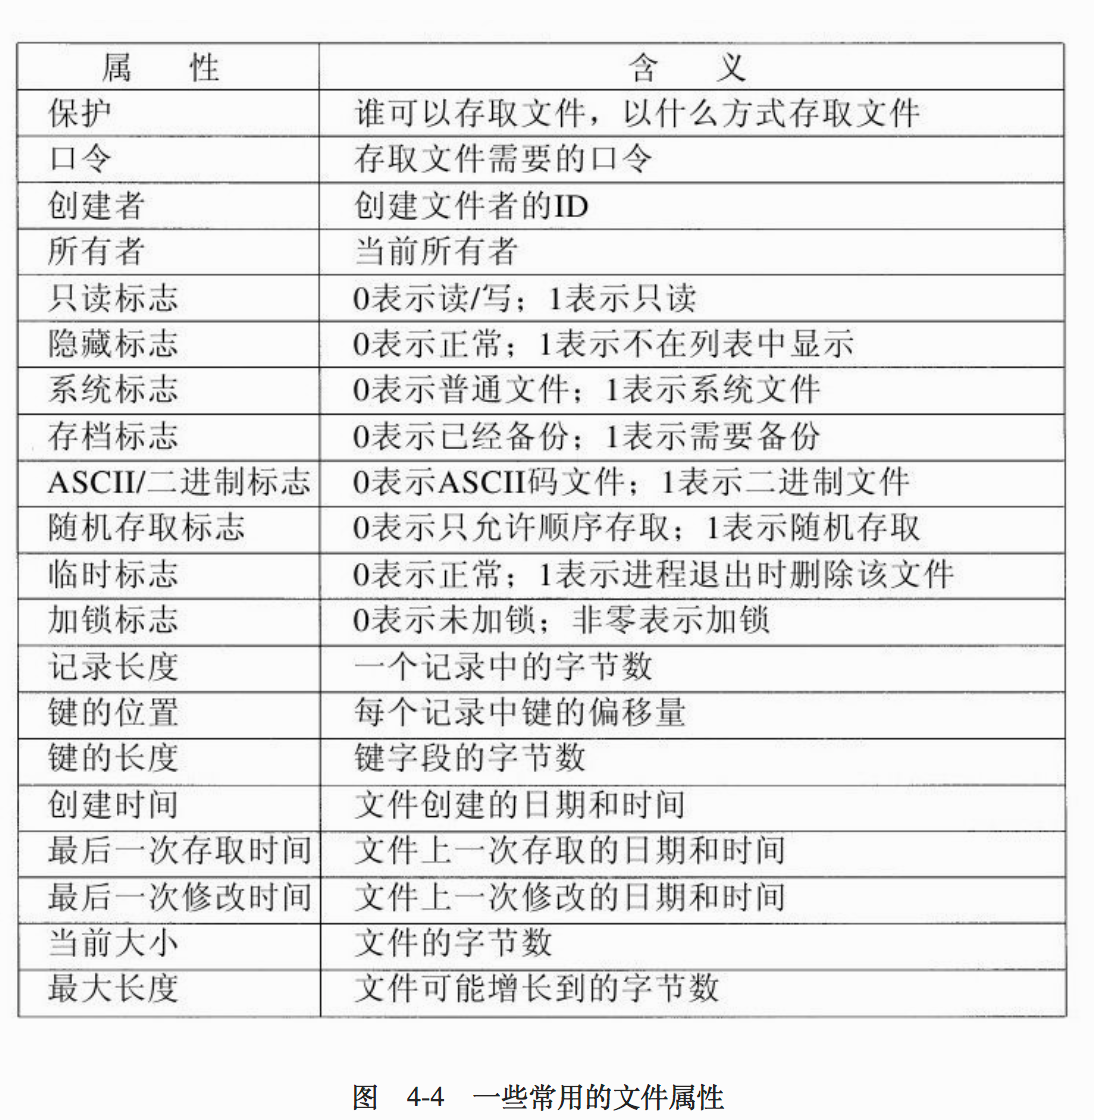 属 性 含 义
保护 谁可以存取文件，以什么方式存取文件
口令 存取文件需要的口令
创建者 创建文件者的ID
所有者 当前所有者
只读标志 0表示读/写；1表示只读
隐藏标志 0表示正常；1表示不在列表中显示
系统标志 0表示普通文件；1表示系统文件
存档标志 0表示已经备份；1表示需要备份
ASCII/二进制标志 0表示ASCII码文件；1表示二进制文件
随机存取标志 0表示只允许顺序存取；1表示随机存取
临时标志 0表示正常；1表示进程退出时删除该文件
加锁标志 0表示未加锁；非零表示加锁
记录长度 一个记录中的字节数
键的位置 每个记录中键的偏移量
键的长度 键字段的字节数
创建时间 文件创建的日期和时间
最后一次存取时间 文件上一次存取的日期和时间
最后一次修改时间 文件上一次修改的日期和时间
当前大小 文件的字节数
最大长度 文件可能增长到的字节数
图 4-4 一些常用的文件属性